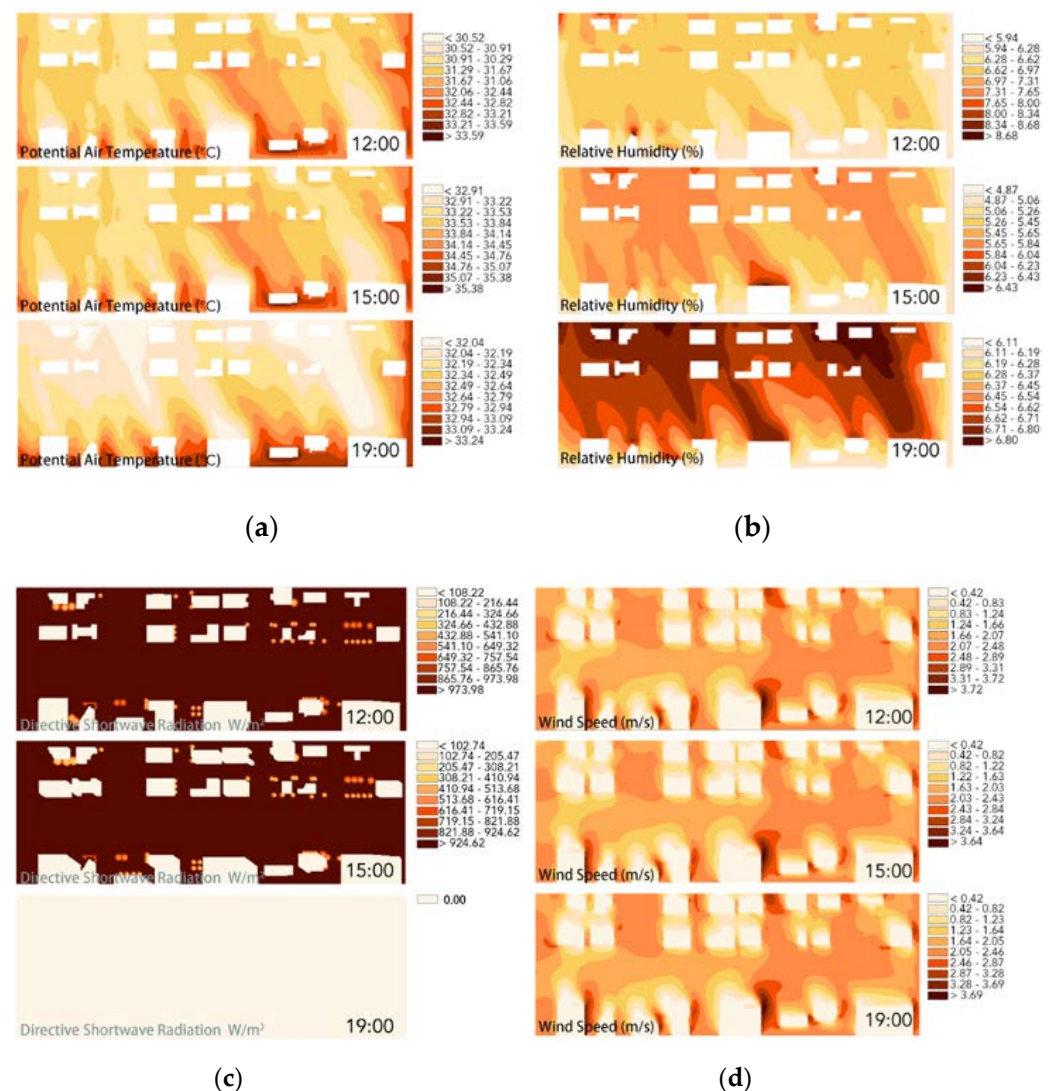 < 30.52
30.52 - 30.91
30.91 - 30.29
31.29 - 31.67
31.67 - 31.06
32.06 - 32.44
32.44 - 32.82
32.82 - 33.21
33.21 - 33.59
> 33.59
Potential Air Temperature (°C)
12:00
< 32.91
32.91 - 33.22
33.22 - 33.53
33.53 - 33.84
33.84 - 34.14
34.14 - 34.45
34.45 - 34.76
34.76 - 35.07
35.07 - 35.38
> 35.38
Potential Air Temperature (°C)
15:00
< 32.04
32.04 - 32.19
32.19 - 32.34
32.34 - 32.49
32.49 - 32.64
32.64 - 32.79
32.79 - 32.94
32.94 - 33.09
33.09 - 33.24
> 33.24
Potential Air Temperature (°C)
19:00
(a)
< 5.94
5.94 - 6.28
6.28 - 6.62
6.62 - 6.97
6.97 - 7.31
7.31 - 7.65
7.65 - 8.00
8.00 - 8.34
8.34 - 8.68
> 8.68
Relative Humidity (%)
12:00
< 4.87
4.87 - 5.06
5.06 - 5.26
5.26 - 5.45
5.45 - 5.65
5.65 - 5.84
5.84 - 6.04
6.04 - 6.23
6.23 - 6.43
> 6.43
Relative Humidity (%)
15:00
< 6.11
6.11 - 6.19
6.19 - 6.28
6.28 - 6.37
6.37 - 6.45
6.45 - 6.54
6.54 - 6.62
6.62 - 6.71
6.71 - 6.80
> 6.80
Relative Humidity (%)
19:00
(b)
< 108.22
108.22 - 216.44
216.44 - 324.66
324.66 - 432.88
432.88 - 541.10
541.10 - 649.32
649.32 - 757.54
757.54 - 865.76
865.76 - 973.98
> 973.98
Directive Shortwave Radiation W/m²
12:00
< 102.74
102.74 - 205.47
205.47 - 308.21
308.21 - 410.94
410.94 - 513.68
513.68 - 616.41
616.41 - 719.15
719.15 - 821.88
821.88 - 924.62
> 924.62
Directive Shortwave Radiation W/m²
15:00
0.00
Directive Shortwave Radiation W/m²
19:00
(c)
< 0.42
0.42 - 0.83
0.83 - 1.24
1.24 - 1.66
1.66 - 2.07
2.07 - 2.48
2.48 - 2.89
2.89 - 3.31
3.31 - 3.72
> 3.72
Wind Speed (m/s)
12:00
< 0.42
0.42 - 0.82
0.82 - 1.22
1.22 - 1.63
1.63 - 2.03
2.03 - 2.43
2.43 - 2.84
2.84 - 3.24
3.24 - 3.64
> 3.64
Wind Speed (m/s)
15:00
< 0.42
0.42 - 0.82
0.82 - 1.23
1.23 - 1.64
1.64 - 2.05
2.05 - 2.46
2.46 - 2.87
2.87 - 3.28
3.28 - 3.69
> 3.69
Wind Speed (m/s)
19:00
(d)